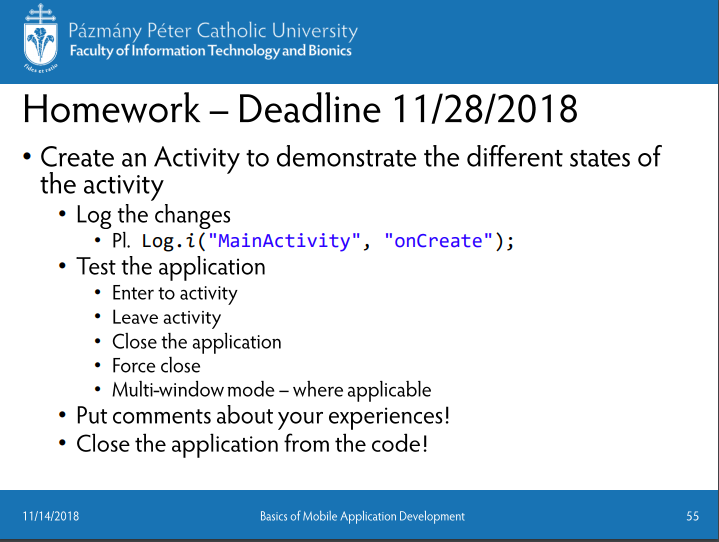 Pázmány Péter Catholic University
Faculty of Information Technology and Bionics
fides et ratio
Homework – Deadline 11/28/2018
• Create an Activity to demonstrate the different states of
the activity
• Log the changes
• Pl. Log.i("MainActivity", "onCreate");
• Test the application
• Enter to activity
• Leave activity
• Close the application
• Force close
• Multi-window mode – where applicable
• Put comments about your experiences!
• Close the application from the code!
11/14/2018
Basics of Mobile Application Development
55